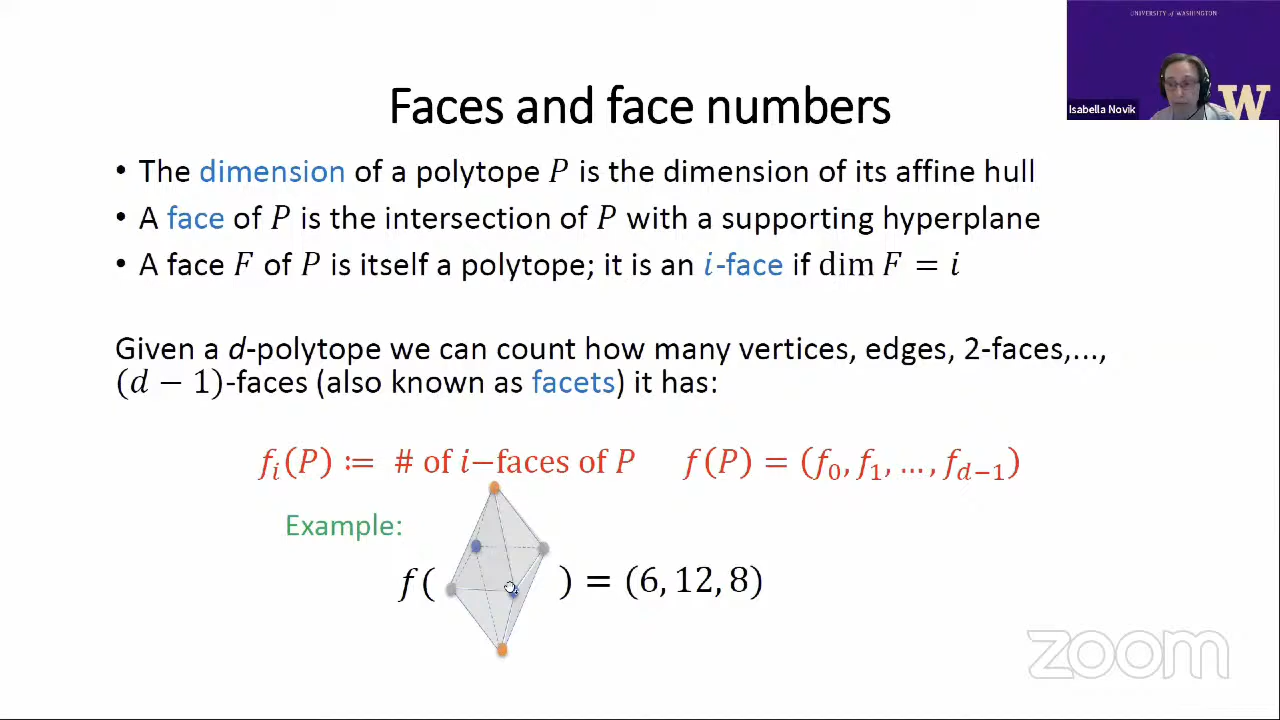 UNIVERSITY of WASHINGTON
Isabella Novik
W
Faces and face numbers
• The dimension of a polytope P is the dimension of its affine hull
• A face of P is the intersection of P with a supporting hyperplane
• A face F of P is itself a polytope; it is an i-face if dim F = i
Given a d-polytope we can count how many vertices, edges, 2-faces,...,
(d − 1)-faces (also known as facets) it has:
fᵢ(P) ≔ # of i−faces of P f(P) = (f₀, f₁, … , f_{d−1})
Example:
f( ) = (6, 12, 8)
zoom